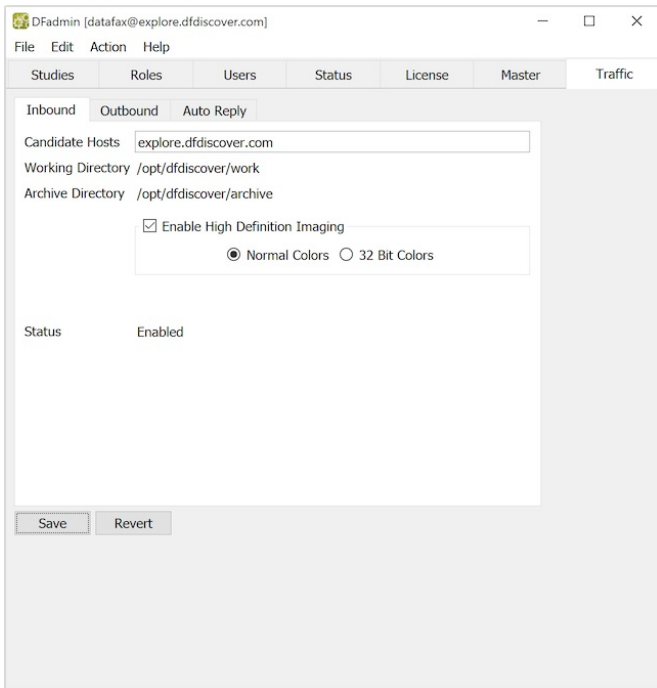 DFadmin [datafax@explore.dfdiscover.com]
File Edit Action Help
Studies Roles Users Status License Master Traffic
Inbound Outbound Auto Reply
Candidate Hosts explore.dfdiscover.com
Working Directory /opt/dfdiscover/work
Archive Directory /opt/dfdiscover/archive
Enable High Definition Imaging
Normal Colors 32 Bit Colors
Status Enabled
Save Revert